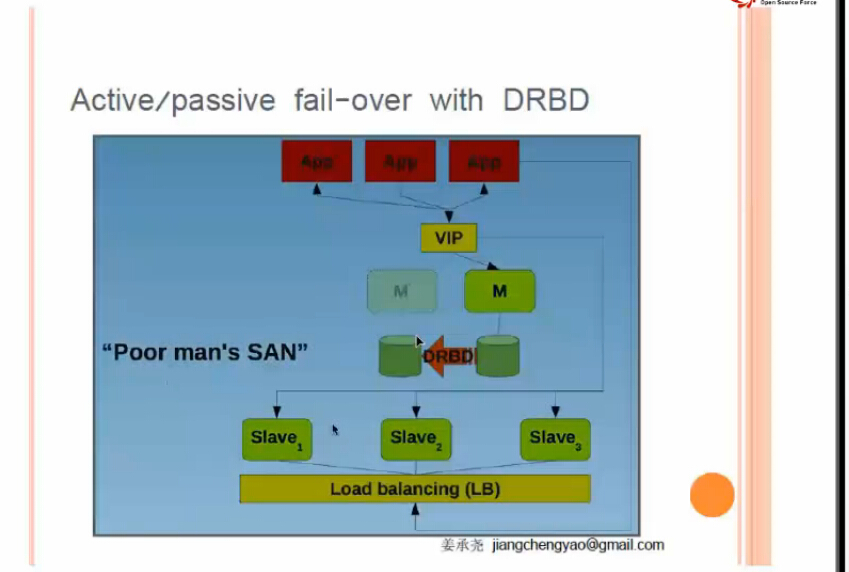 Open Source Force
Active/passive fail-over with DRBD
App App App
VIP
M M
"Poor man's SAN"
DRBD
Slave1 Slave2 Slave3
Load balancing (LB)
姜承尧 jiangchengyao@gmail.com